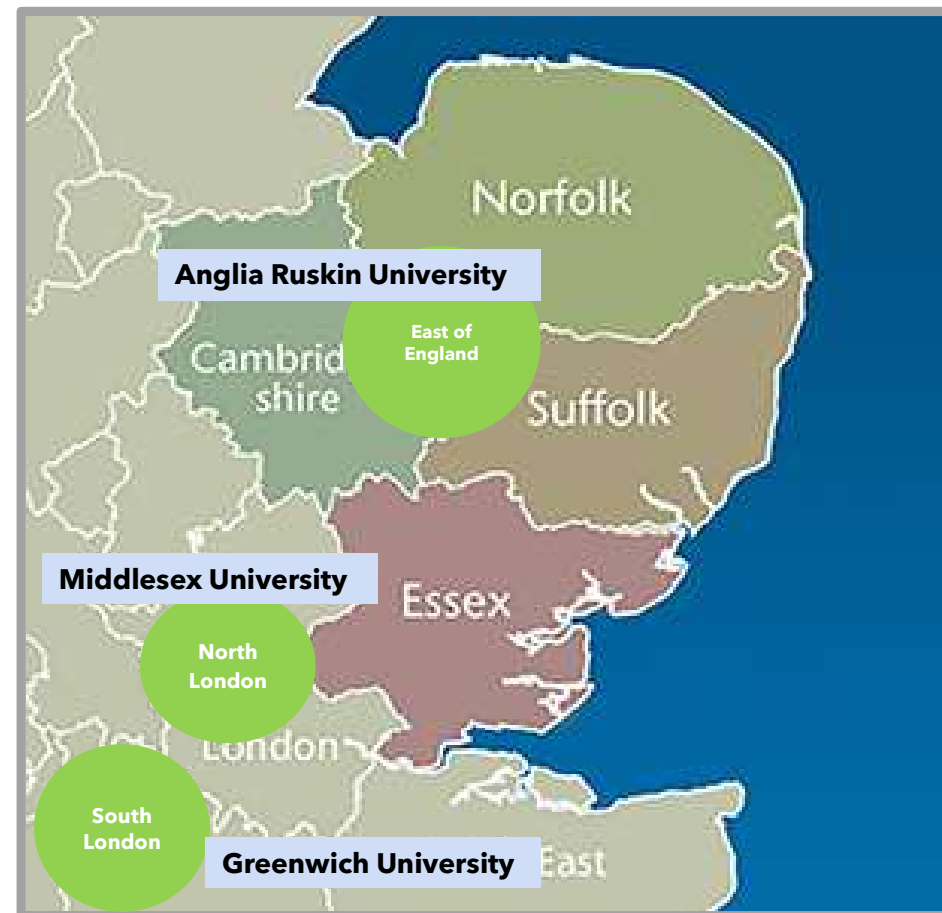 Norfolk
Anglia Ruskin University
East of
England
Cambrid
shire
Suffolk
Middlesex University
Essex
North
London
London
South
London
Greenwich University
East